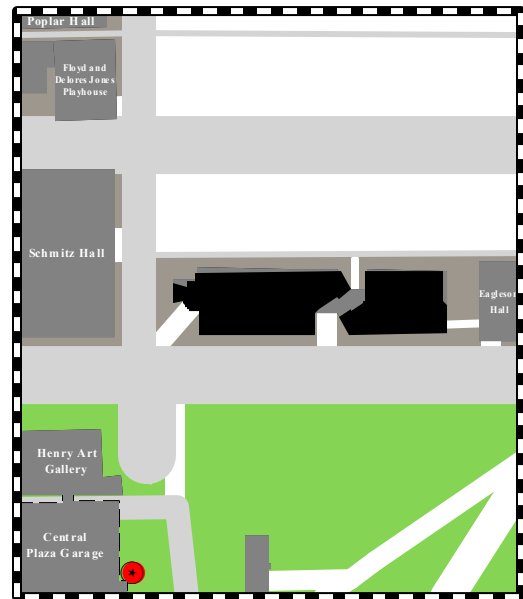 Poplar Hall
Floyd and
Delores Jones
Playhouse
Schmitz Hall
Eagleson
Hall
Henry Art
Gallery
Central
Plaza Garage